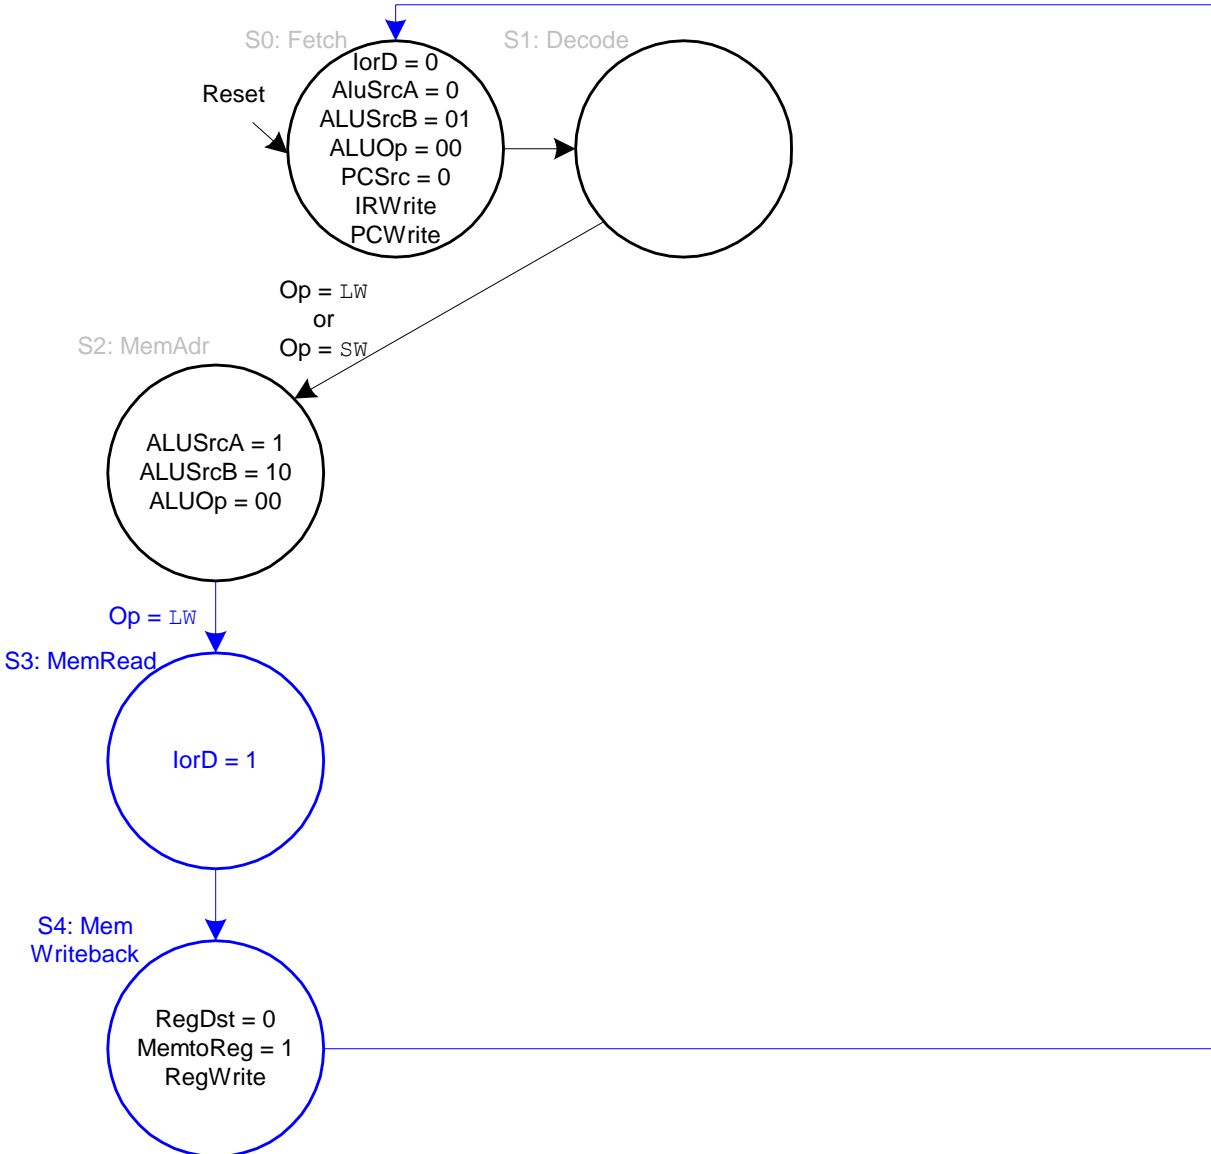 S0: Fetch
S1: Decode
Reset
IorD = 0
AluSrcA = 0
ALUSrcB = 01
ALUOp = 00
PCSrc = 0
IRWrite
PCWrite
Op = LW
or
Op = SW
S2: MemAdr
ALUSrcA = 1
ALUSrcB = 10
ALUOp = 00
Op = LW
S3: MemRead
IorD = 1
S4: Mem
Writeback
RegDst = 0
MemtoReg = 1
RegWrite